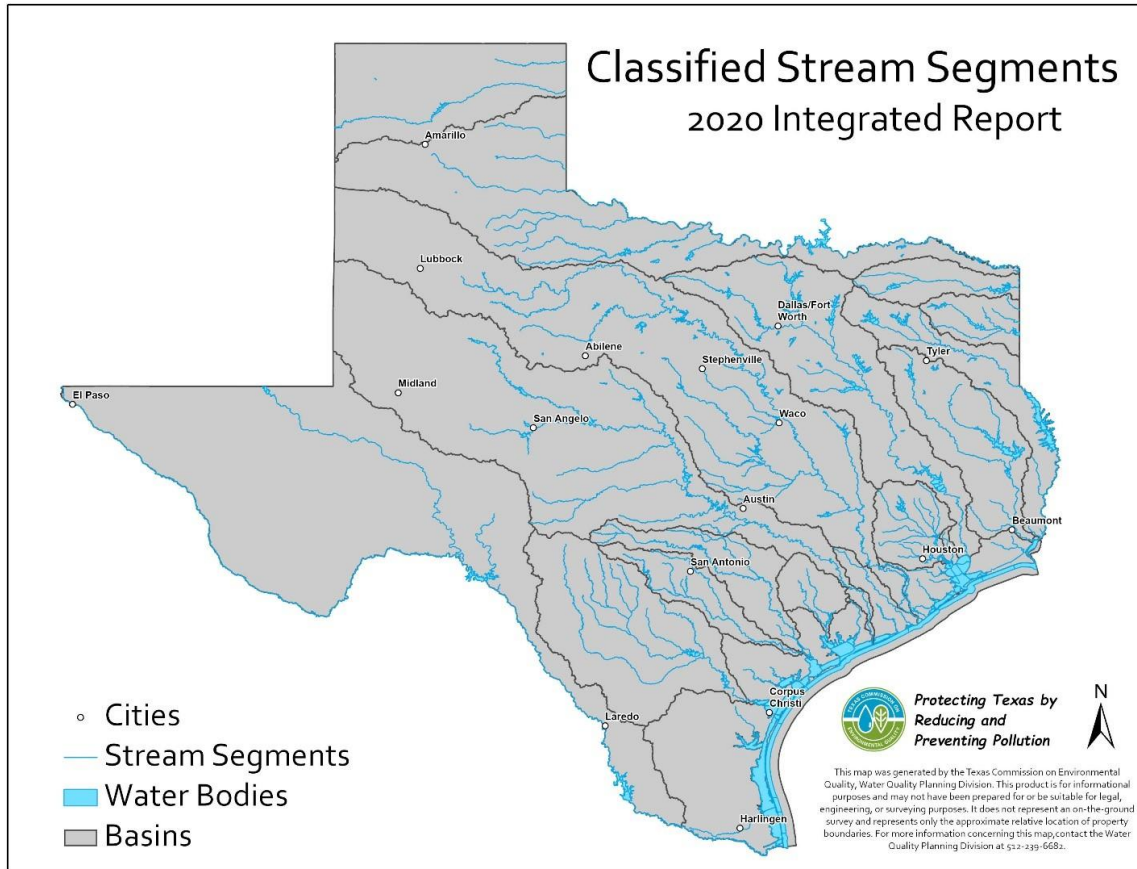 Classified Stream Segments
2020 Integrated Report
Amarillo
Lubbock
Dallas/Fort
Worth
Abilene
Stephenville
Tyler
El Paso
Midland
San Angelo
Waco
Austin
Beaumont
Houston
San Antonio
Corpus
Christi
Laredo
Harlingen
Cities
Stream Segments
Water Bodies
Basins
TEXAS COMMISSION ON
ENVIRONMENTAL QUALITY
Protecting Texas by
Reducing and
Preventing Pollution
N
This map was generated by the Texas Commission on Environmental
Quality, Water Quality Planning Division. This product is for informational
purposes and may not have been prepared for or be suitable for legal,
engineering, or surveying purposes. It does not represent an on-the-ground
survey and represents only the approximate relative location of property
boundaries. For more information concerning this map,contact the Water
Quality Planning Division at 512-239-6682.